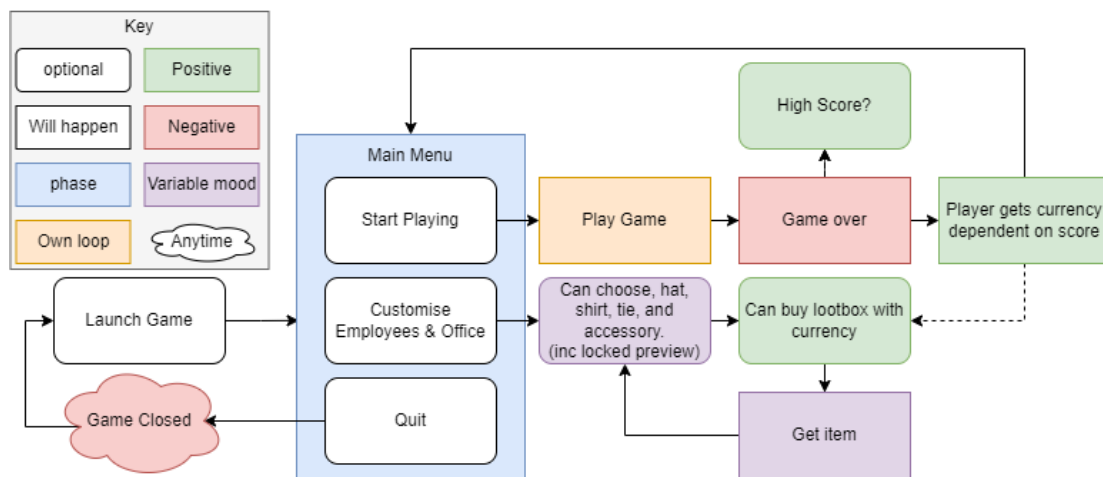 Key
optional
Positive
Will happen
Negative
phase
Variable mood
Own loop
Anytime
Main Menu
Start Playing
Play Game
Game over
High Score?
Player gets currency
dependent on score
Launch Game
Customise
Employees & Office
Can choose, hat,
shirt, tie, and
accessory.
(inc locked preview)
Can buy lootbox with
currency
Game Closed
Quit
Get item